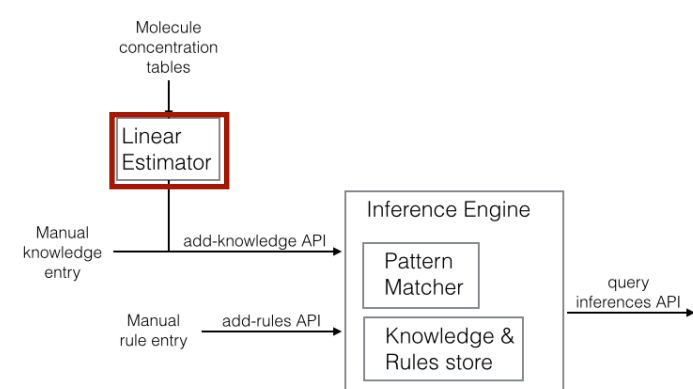 Molecule
concentration
tables
Linear
Estimator
Inference Engine
Manual
knowledge
entry
add-knowledge API
Pattern
Matcher
query
inferences API
Manual
rule entry
add-rules API
Knowledge &
Rules store